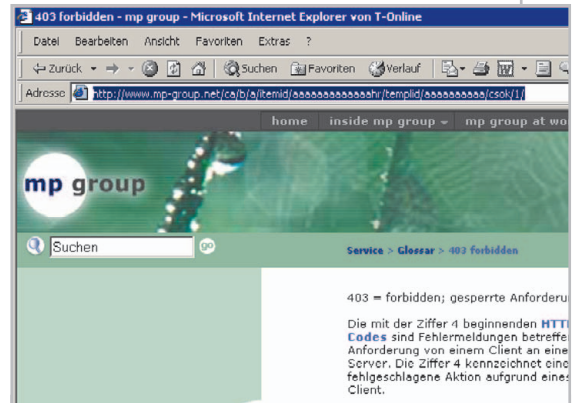 403 forbidden - mp group - Microsoft Internet Explorer von T-Online
Datei Bearbeiten Ansicht Favoriten Extras ?
Zurück Suchen Favoriten Verlauf
Adresse http://www.mp-group.net/ca/b/a/itemid/aaaaaaaaaaaaahr/templid/aaaaaaaaaa/csok/1/
home inside mp group mp group at wo
mp group
Suchen go
Service > Glossar > 403 forbidden
403 = forbidden; gesperrte Anforderu
Die mit der Ziffer 4 beginnenden HTT
Codes sind Fehlermeldungen betreffe
Anforderung von einem Client an eine
Server. Die Ziffer 4 kennzeichnet eine
fehlgeschlagene Aktion aufgrund eines
Client.